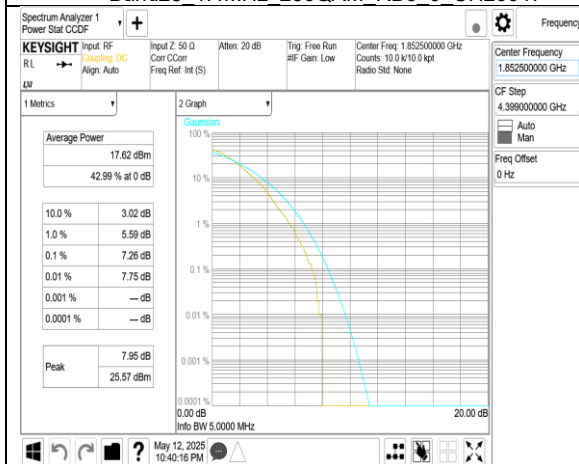 Spectrum Analyzer 1
Power Stat CCDF
Frequency
KEYSIGHT
RL
LXI
Input: RF
Coupling: DC
Align: Auto
Input Z: 50 Ω
Corr CCorr
Freq Ref: Int (S)
Atten: 20 dB
Trig: Free Run
#IF Gain: Low
Center Freq: 1.852500000 GHz
Counts: 10.0 k/10.0 kpt
Radio Std: None
Center Frequency
1.852500000 GHz
CF Step
4.399000000 GHz
Auto
Man
Freq Offset
0 Hz
1 Metrics
Average Power
17.62 dBm
42.99 % at 0 dB
10.0 % 3.02 dB
1.0 % 5.59 dB
0.1 % 7.26 dB
0.01 % 7.75 dB
0.001 % --- dB
0.0001 % --- dB
Peak
7.95 dB
25.57 dBm
2 Graph
Gaussian
100 %
10 %
1 %
0.1 %
0.01 %
0.001 %
0.0001 %
0.00 dB
20.00 dB
Info BW 5.0000 MHz
?
May 12, 2025
10:40:16 PM